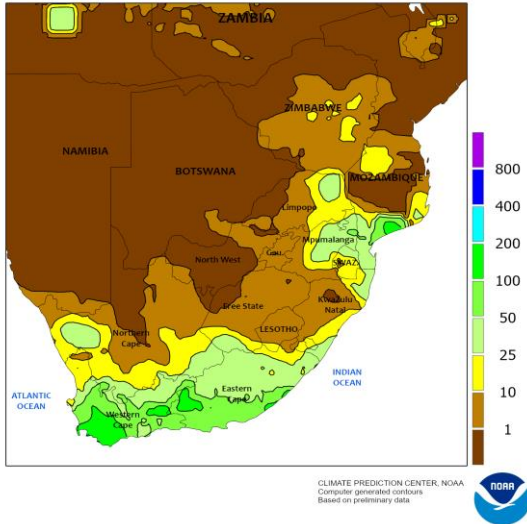 ZAMBIA
ZIMBABWE
NAMIBIA
BOTSWANA
MOZAMBIQUE
Limpopo
Mpumalanga
North West
Gau.
SWAZ.
Free State
KwaZulu
Natal
LESOTHO
Northern
Cape
INDIAN
OCEAN
ATLANTIC
OCEAN
Eastern
Cape
Western
Cape
800
400
200
100
50
25
10
1
CLIMATE PREDICTION CENTER, NOAA
Computer generated contours
Based on preliminary data
NOAA